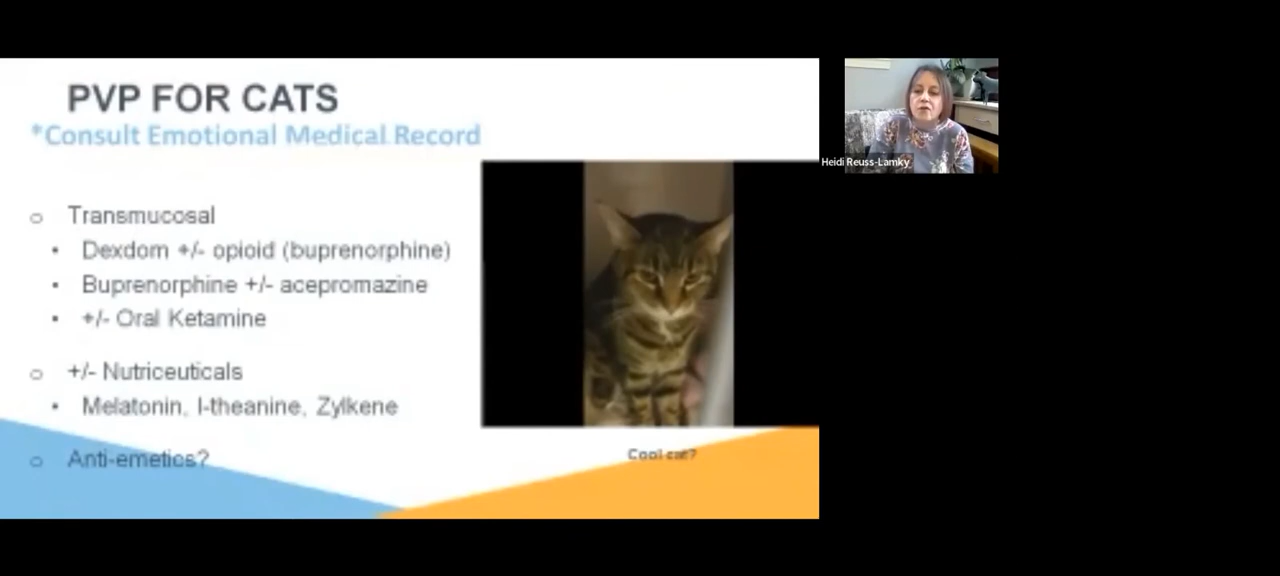 PVP FOR CATS
*Consult Emotional Medical Record
o Transmucosal
• Dexdom +/- opioid (buprenorphine)
• Buprenorphine +/- acepromazine
• +/- Oral Ketamine
o +/- Nutriceuticals
• Melatonin, l-theanine, Zylkene
o Anti-emetics?
Cool cat?
Heidi Reuss-Lamky